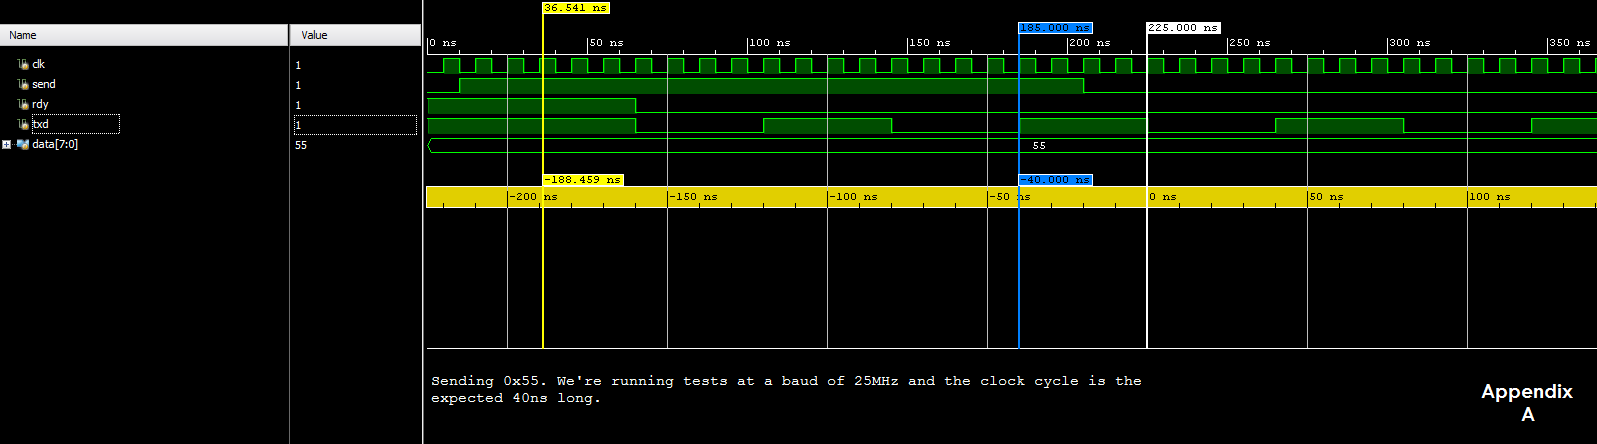 36.541 ns
185.000 ns 225.000 ns
Name Value
0 ns 50 ns 100 ns 150 ns 200 ns 250 ns 300 ns 350 ns
clk 1
send 1
rdy 1
txd 1
data[7:0] 55 55
-188.459 ns -40.000 ns
-200 ns -150 ns -100 ns -50 ns 0 ns 50 ns 100 ns
Sending 0x55. We're running tests at a baud of 25MHz and the clock cycle is the
expected 40ns long.
Appendix
A